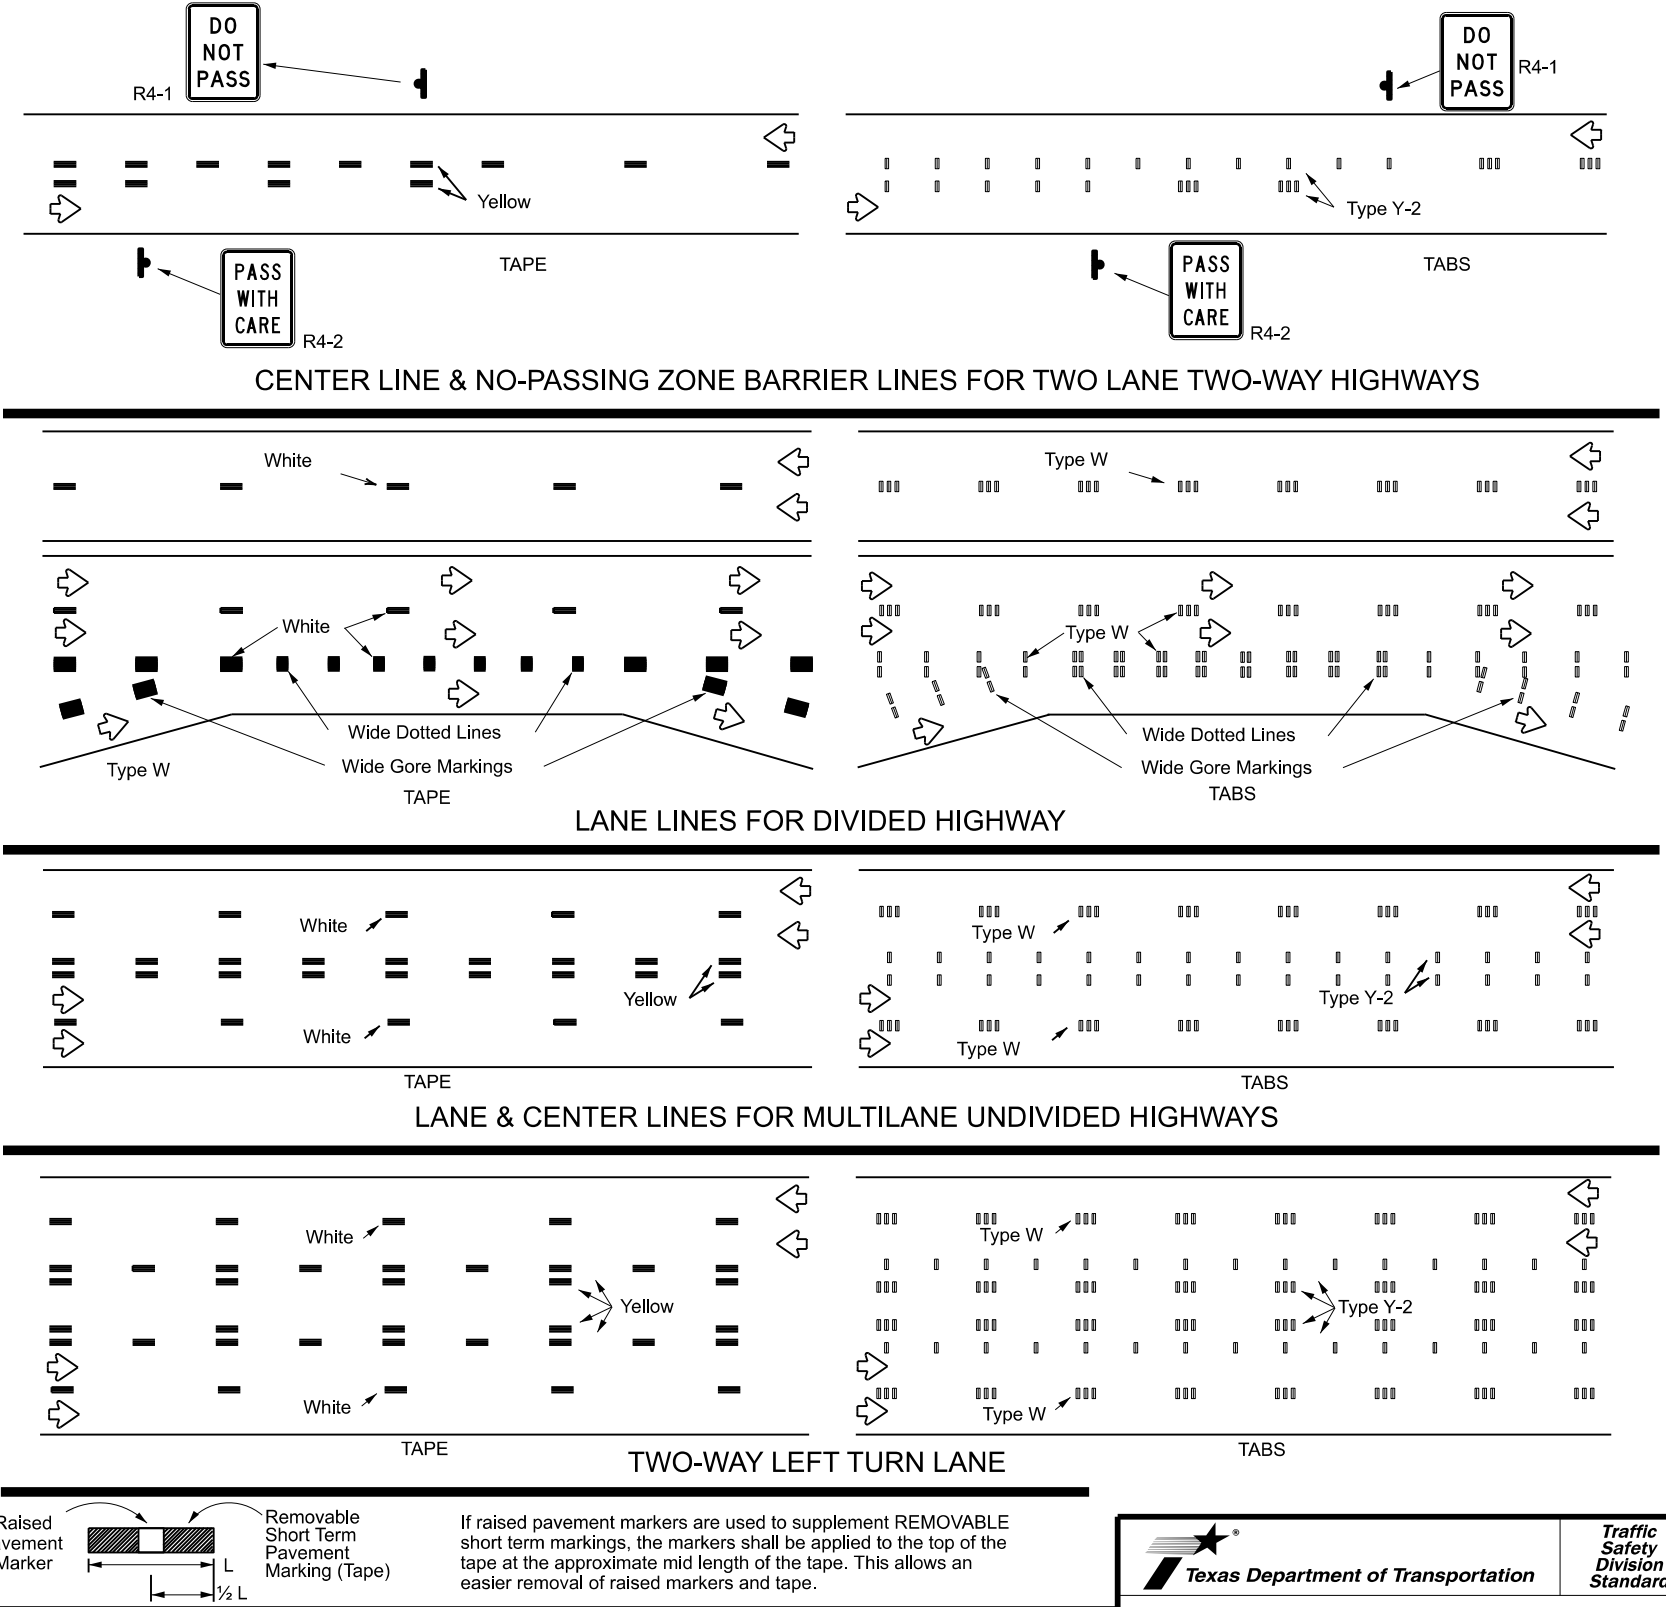 DO
NOT
PASS
R4-1
Yellow
TAPE
PASS
WITH
CARE
R4-2
DO
NOT
PASS
R4-1
Type Y-2
TABS
PASS
WITH
CARE
R4-2
CENTER LINE & NO-PASSING ZONE BARRIER LINES FOR TWO LANE TWO-WAY HIGHWAYS
White
White
Wide Dotted Lines
Wide Gore Markings
Type W
TAPE
Type W
Type W
Wide Dotted Lines
Wide Gore Markings
TABS
LANE LINES FOR DIVIDED HIGHWAY
White
Yellow
White
TAPE
Type W
Type Y-2
Type W
TABS
LANE & CENTER LINES FOR MULTILANE UNDIVIDED HIGHWAYS
White
Yellow
White
TAPE
Type W
Type Y-2
Type W
TABS
TWO-WAY LEFT TURN LANE
Raised
avement
Marker
Removable
Short Term
Pavement
Marking (Tape)
L
½ L
If raised pavement markers are used to supplement REMOVABLE
short term markings, the markers shall be applied to the top of the
tape at the approximate mid length of the tape. This allows an
easier removal of raised markers and tape.
®
Texas Department of Transportation
Traffic
Safety
Division
Standard